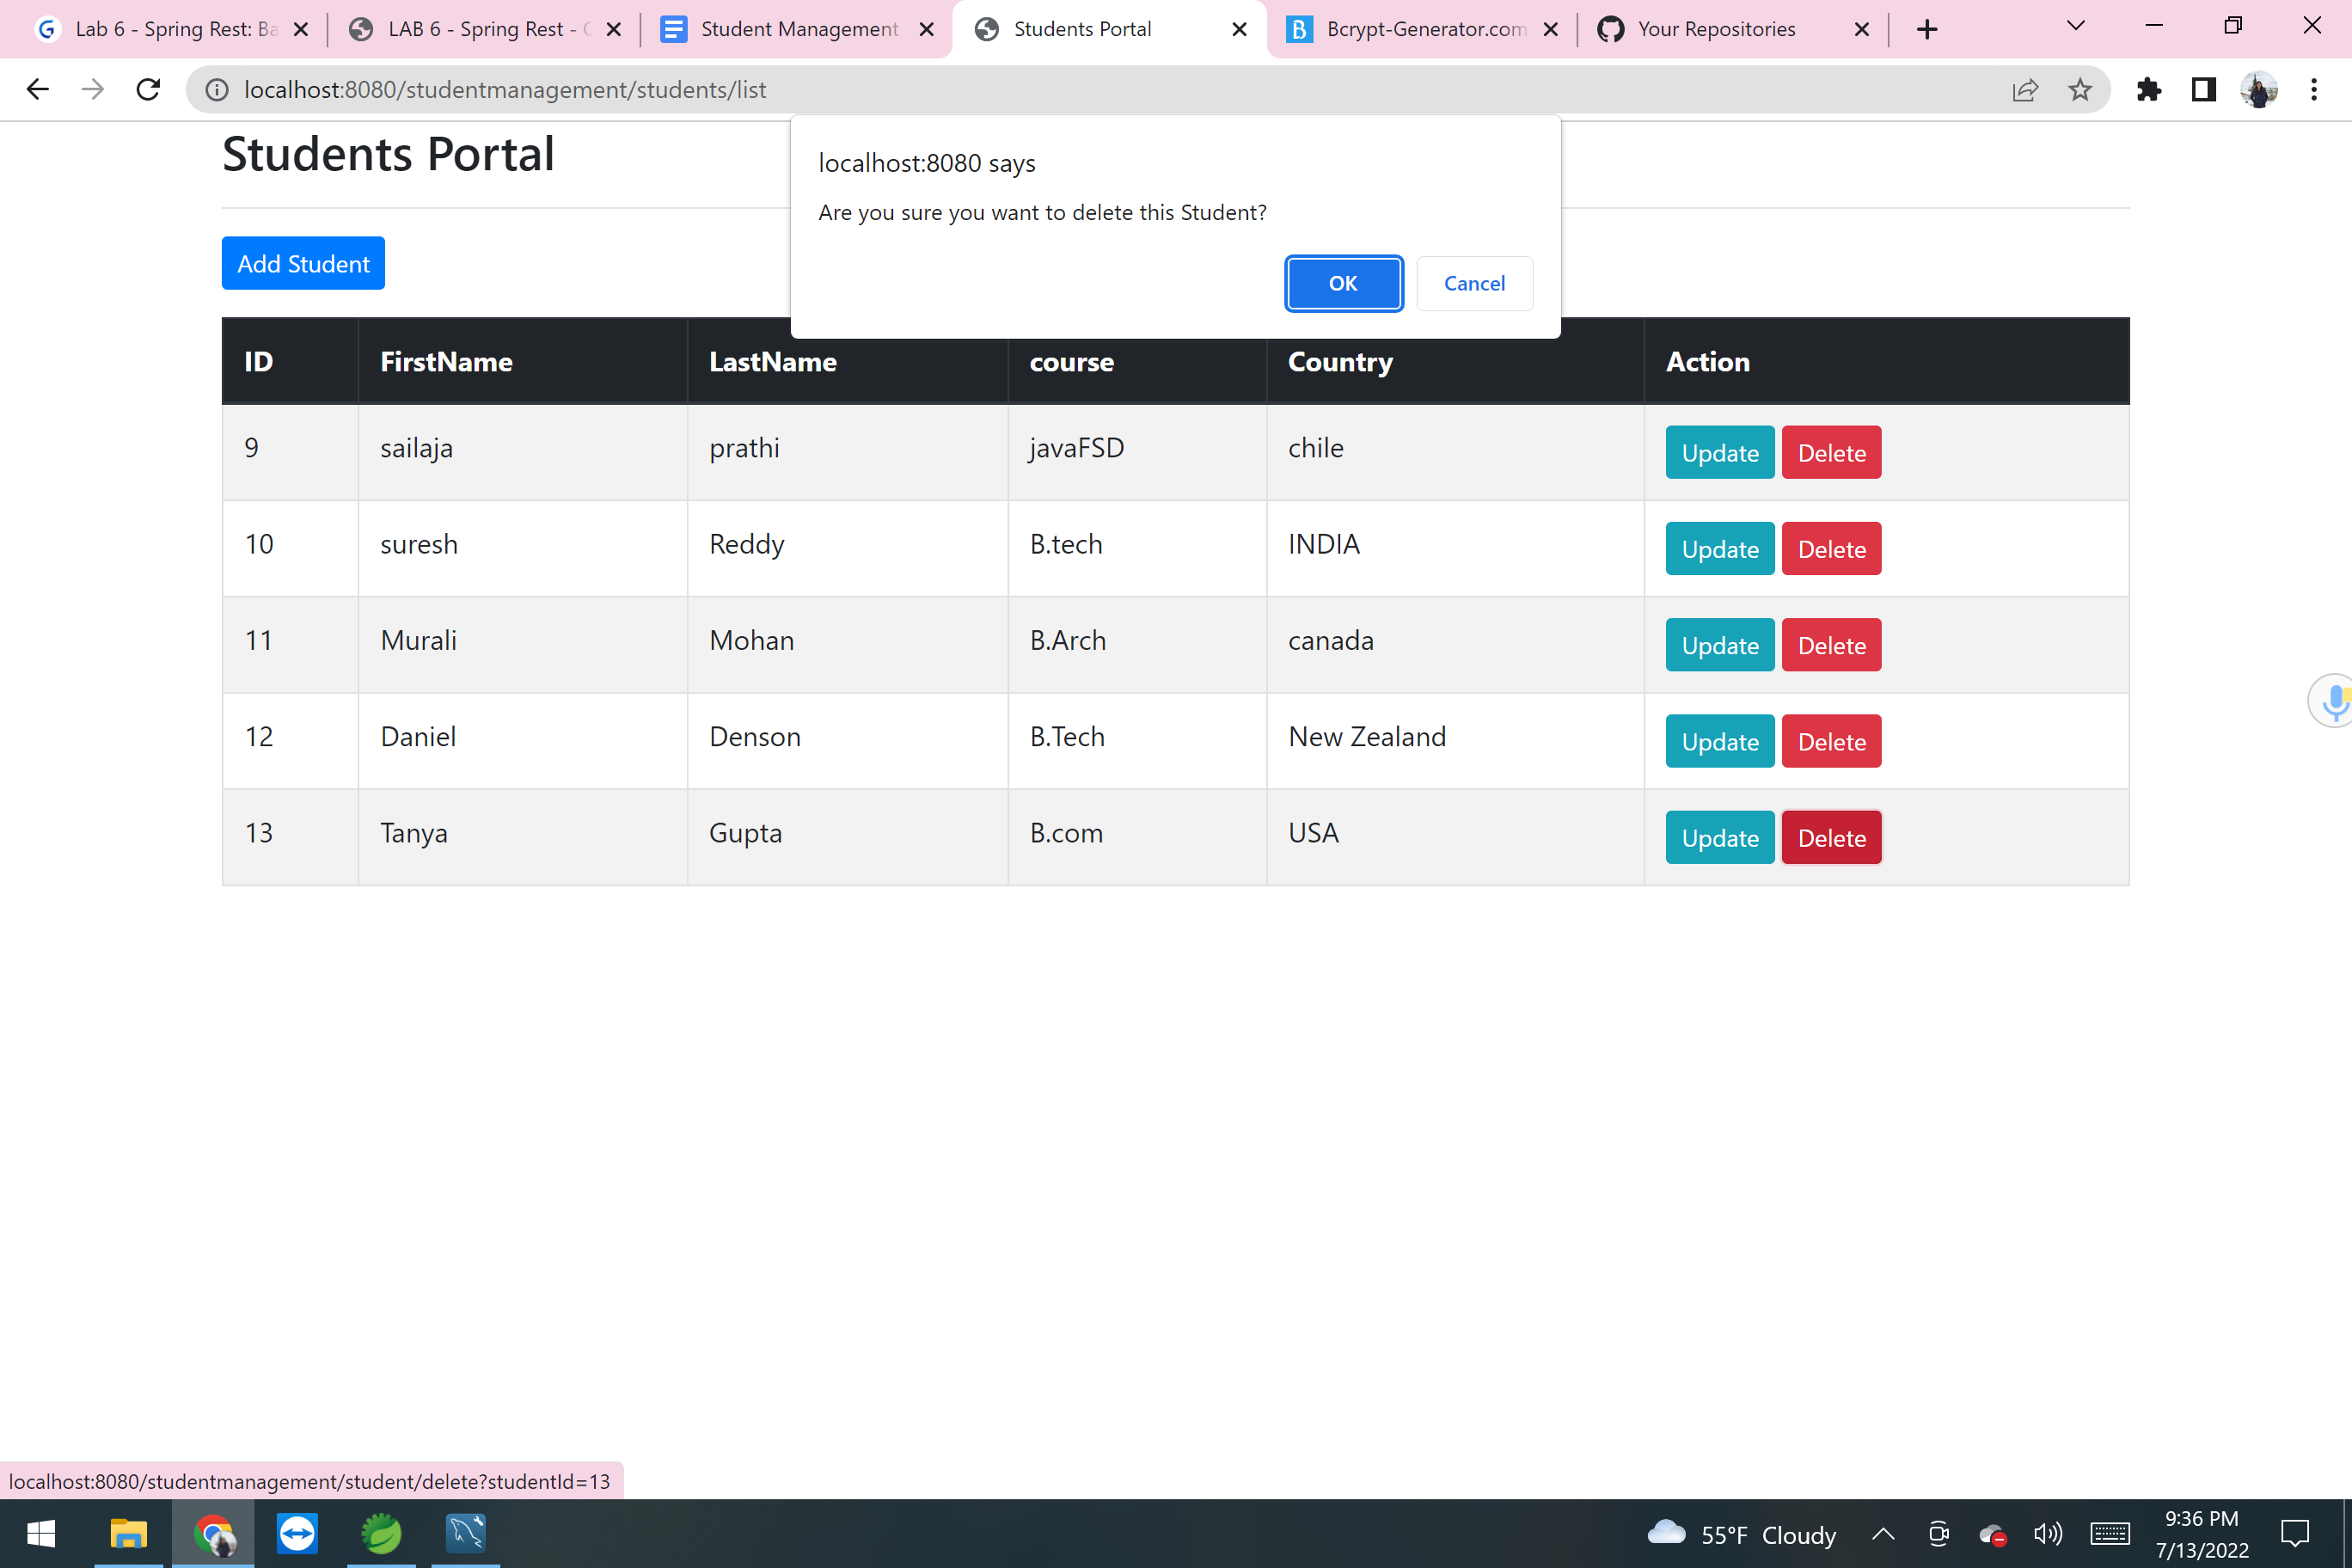 Lab 6 - Spring Rest: Ba
LAB 6 - Spring Rest -
Student Management
Students Portal
Bcrypt-Generator.com
Your Repositories
localhost:8080/studentmanagement/students/list
Students Portal
localhost:8080 says
Are you sure you want to delete this Student?
OK Cancel
Add Student
ID FirstName LastName course Country Action
9 sailaja prathi javaFSD chile Update Delete
10 suresh Reddy B.tech INDIA Update Delete
11 Murali Mohan B.Arch canada Update Delete
12 Daniel Denson B.Tech New Zealand Update Delete
13 Tanya Gupta B.com USA Update Delete
localhost:8080/studentmanagement/student/delete?studentId=13
55°F Cloudy
9:36 PM
7/13/2022